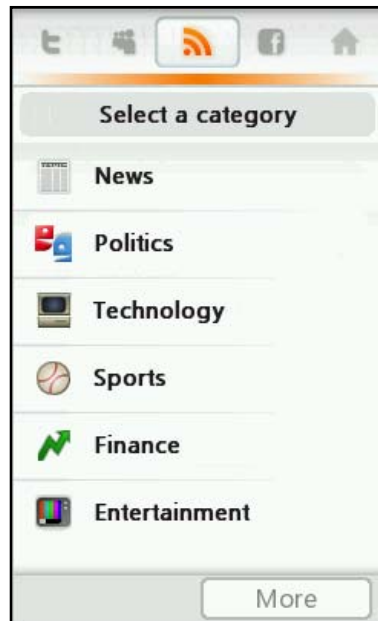 Select a category
News
Politics
Technology
Sports
Finance
Entertainment
More